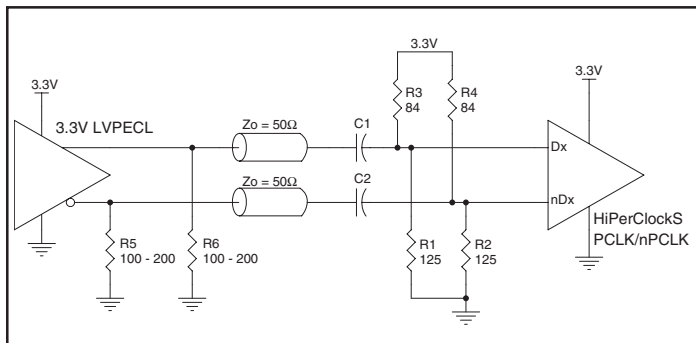 3.3V
3.3V LVPECL
Zo = 50Ω
C1
3.3V
R3
84
R4
84
3.3V
Dx
Zo = 50Ω
C2
nDx
HiPerClockS
PCLK/nPCLK
R5
100 - 200
R6
100 - 200
R1
125
R2
125